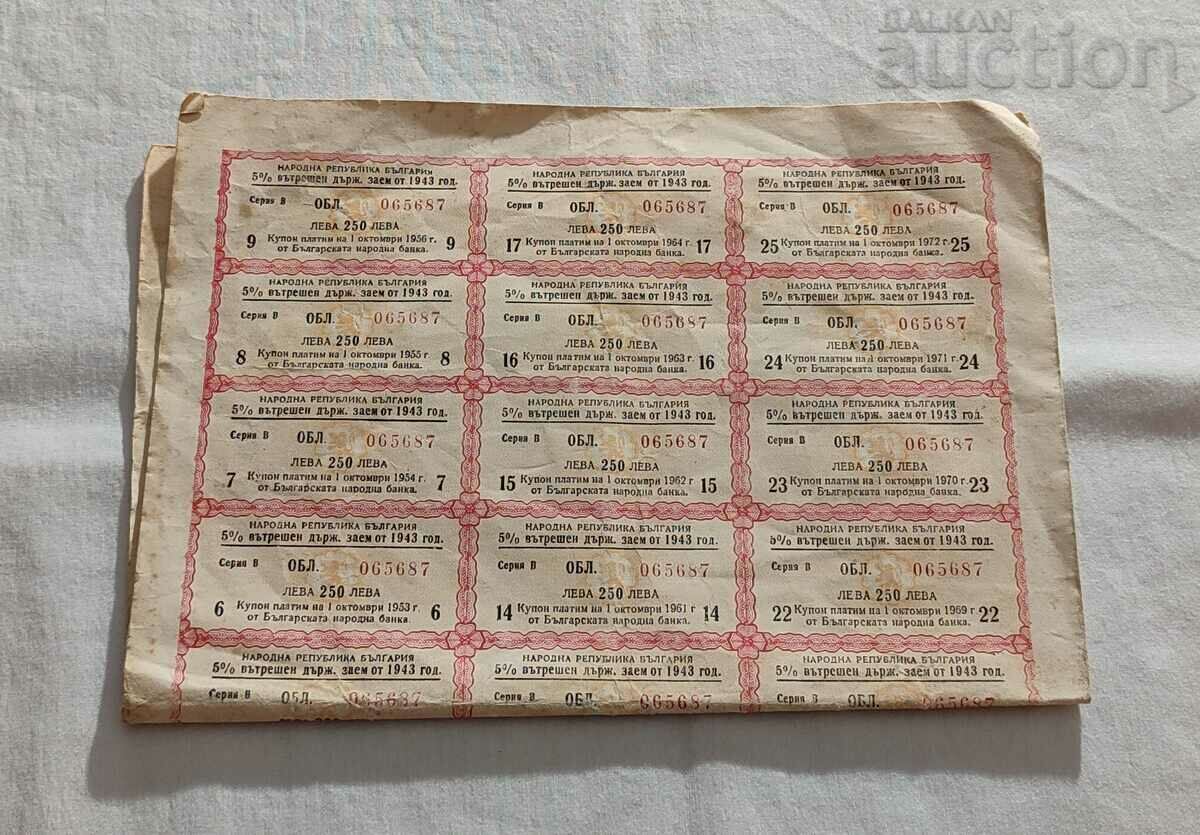 BALKAN
auction
НАРОДНА РЕПУБЛИКА БЪЛГАРИЯ
5% вътрешен държ. заем от 1943 год.
Серия В ОБЛ. 065687
ЛЕВА 250 ЛЕВА
9 Купон платим на 1 октомври 1956 г. 9
от Българската народна банка.
НАРОДНА РЕПУБЛИКА БЪЛГАРИЯ
5% вътрешен държ. заем от 1943 год.
Серия В ОБЛ. 065687
ЛЕВА 250 ЛЕВА
17 Купон платим на 1 октомври 1964 г. 17
от Българската народна банка.
НАРОДНА РЕПУБЛИКА БЪЛГАРИЯ
5% вътрешен държ. заем от 1943 год.
Серия В ОБЛ. 065687
ЛЕВА 250 ЛЕВА
25 Купон платим на 1 октомври 1972 г. 25
от Българската народна банка.
НАРОДНА РЕПУБЛИКА БЪЛГАРИЯ
5% вътрешен държ. заем от 1943 год.
Серия В ОБЛ. 065687
ЛЕВА 250 ЛЕВА
8 Купон платим на 1 октомври 1955 г. 8
от Българската народна банка.
НАРОДНА РЕПУБЛИКА БЪЛГАРИЯ
5% вътрешен държ. заем от 1943 год.
Серия В ОБЛ. 065687
ЛЕВА 250 ЛЕВА
16 Купон платим на 1 октомври 1963 г. 16
от Българската народна банка.
НАРОДНА РЕПУБЛИКА БЪЛГАРИЯ
5% вътрешен държ. заем от 1943 год.
Серия В ОБЛ. 065687
ЛЕВА 250 ЛЕВА
24 Купон платим на 1 октомври 1971 г. 24
от Българската народна банка.
НАРОДНА РЕПУБЛИКА БЪЛГАРИЯ
5% вътрешен държ. заем от 1943 год.
Серия В ОБЛ. 065687
ЛЕВА 250 ЛЕВА
7 Купон платим на 1 октомври 1954 г. 7
от Българската народна банка.
НАРОДНА РЕПУБЛИКА БЪЛГАРИЯ
5% вътрешен държ. заем от 1943 год.
Серия В ОБЛ. 065687
ЛЕВА 250 ЛЕВА
15 Купон платим на 1 октомври 1962 г 15
от Българската народна банка.
НАРОДНА РЕПУБЛИКА БЪЛГАРИЯ
5% вътрешен държ. заем от 1943 год.
Серия В ОБЛ. 065687
ЛЕВА 250 ЛЕВА
23 Купон платим на 1 октомври 1970 г. 23
от Българската народна банка.
НАРОДНА РЕПУБЛИКА БЪЛГАРИЯ
5% вътрешен държ. заем от 1943 год.
Серия В ОБЛ. 065687
ЛЕВА 250 ЛЕВА
6 Купон платим на 1 октомври 1953 г. 6
от Българската народна банка.
НАРОДНА РЕПУБЛИКА БЪЛГАРИЯ
5% вътрешен държ. заем от 1943 год.
Серия В ОБЛ. 065687
ЛЕВА 250 ЛЕВА
14 Купон платим на 1 октомври 1961 г 14
от Българската народна банка.
НАРОДНА РЕПУБЛИКА БЪЛГАРИЯ
5% вътрешен държ. заем от 1943 год.
Серия В ОБЛ. 065687
ЛЕВА 250 ЛЕВА
22 Купон платим на 1 октомври 1969 г 22
от Българската народна банка.
НАРОДНА РЕПУБЛИКА БЪЛГАРИЯ
5% вътрешен държ. заем от 1943 год.
Серия В ОБЛ. 065687
НАРОДНА РЕПУБЛИКА БЪЛГАРИЯ
5% вътрешен държ. заем от 1943 год.
Серия В ОБЛ. 065687
НАРОДНА РЕПУБЛИКА БЪЛГАРИЯ
5% вътрешен държ. заем от 1943 год.
Серия В ОБЛ. 065687